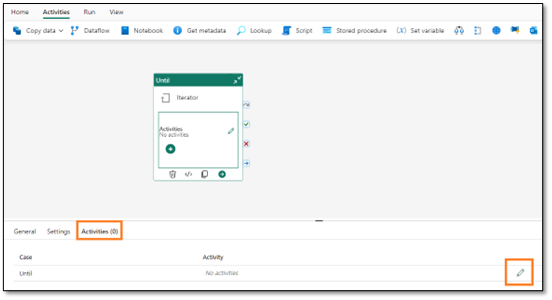 Home Activities Run View
Copy data Dataflow Notebook Get metadata Lookup Script Stored procedure (x) Set variable
Until
Iterator
Activities
No activities
General Settings Activities (0)
Case Activity
Until No activities